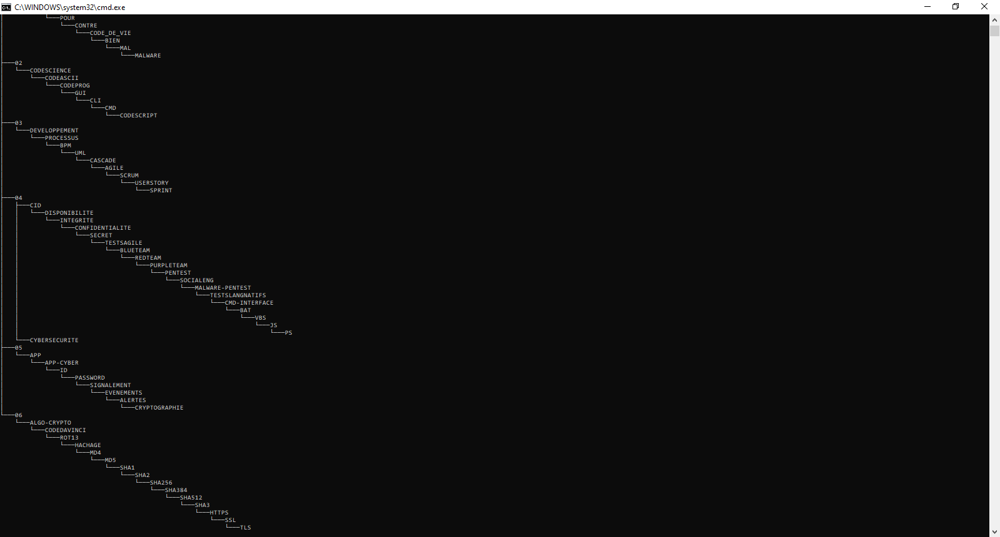 C:\WINDOWS\system32\cmd.exe
│           └───POUR
│               └───CONTRE
│                   └───CODE_DE_VIE
│                       └───BIEN
│                           └───MAL
│                               └───MALWARE
├───02
│   └───CODESCIENCE
│       └───CODEASCII
│           └───CODEPROG
│               └───GUI
│                   └───CLI
│                       └───CMD
│                           └───CODESCRIPT
├───03
│   └───DEVELOPPEMENT
│       └───PROCESSUS
│           └───BPM
│               └───UML
│                   └───CASCADE
│                       └───AGILE
│                           └───SCRUM
│                               └───USERSTORY
│                                   └───SPRINT
├───04
│   ├───CID
│   │   └───DISPONIBILITE
│   │       └───INTEGRITE
│   │           └───CONFIDENTIALITE
│   │               └───SECRET
│   │                   └───TESTSAGILE
│   │                       └───BLUETEAM
│   │                           └───REDTEAM
│   │                               └───PURPLETEAM
│   │                                   └───PENTEST
│   │                                       └───SOCIALENG
│   │                                           └───MALWARE-PENTEST
│   │                                               └───TESTSLANGNATIFS
│   │                                                   └───CMD-INTERFACE
│   │                                                       └───BAT
│   │                                                           └───VBS
│   │                                                               └───JS
│   │                                                                   └───PS
│   └───CYBERSECURITE
├───05
│   └───APP
│       └───APP-CYBER
│           └───ID
│               └───PASSWORD
│                   └───SIGNALEMENT
│                       └───EVENEMENTS
│                           └───ALERTES
│                               └───CRYPTOGRAPHIE
└───06
    └───ALGO-CRYPTO
        └───CODEDAVINCI
            └───ROT13
                └───HACHAGE
                    └───MD4
                        └───MD5
                            └───SHA1
                                └───SHA2
                                    └───SHA256
                                        └───SHA384
                                            └───SHA512
                                                └───SHA3
                                                    └───HTTPS
                                                        └───SSL
                                                            └───TLS